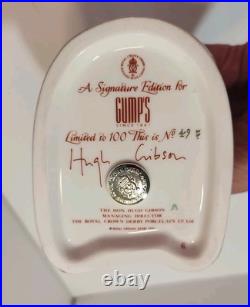 A Signature Edition for
GUMP'S
SINCE 1861
Limited to 100 This is Nº 49
Hugh Gibson
THE HON. HUGH GIBSON
MANAGING DIRECTOR
THE ROYAL CROWN DERBY PORCELAIN CO. Ltd